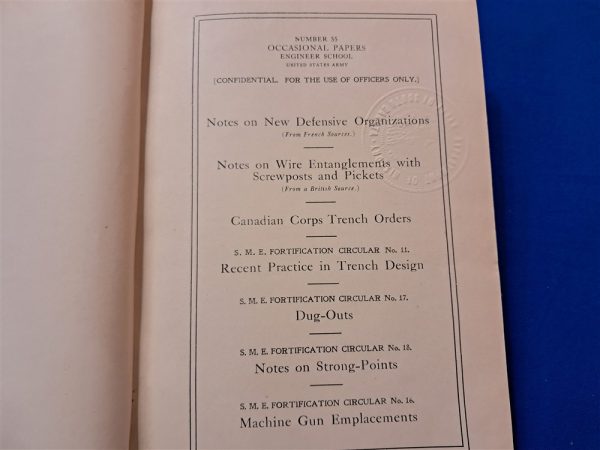 NUMBER 55
OCCASIONAL PAPERS
ENGINEER SCHOOL
UNITED STATES ARMY
[CONFIDENTIAL. FOR THE USE OF OFFICERS ONLY.]
Notes on New Defensive Organizations
(From French Sources.)
Notes on Wire Entanglements with
Screwposts and Pickets
(From a British Source.)
Canadian Corps Trench Orders
S. M. E. FORTIFICATION CIRCULAR No. 11.
Recent Practice in Trench Design
S. M. E. FORTIFICATION CIRCULAR No. 17.
Dug-Outs
S. M. E. FORTIFICATION CIRCULAR No. 13.
Notes on Strong-Points
S. M. E. FORTIFICATION CIRCULAR No. 16.
Machine Gun Emplacements